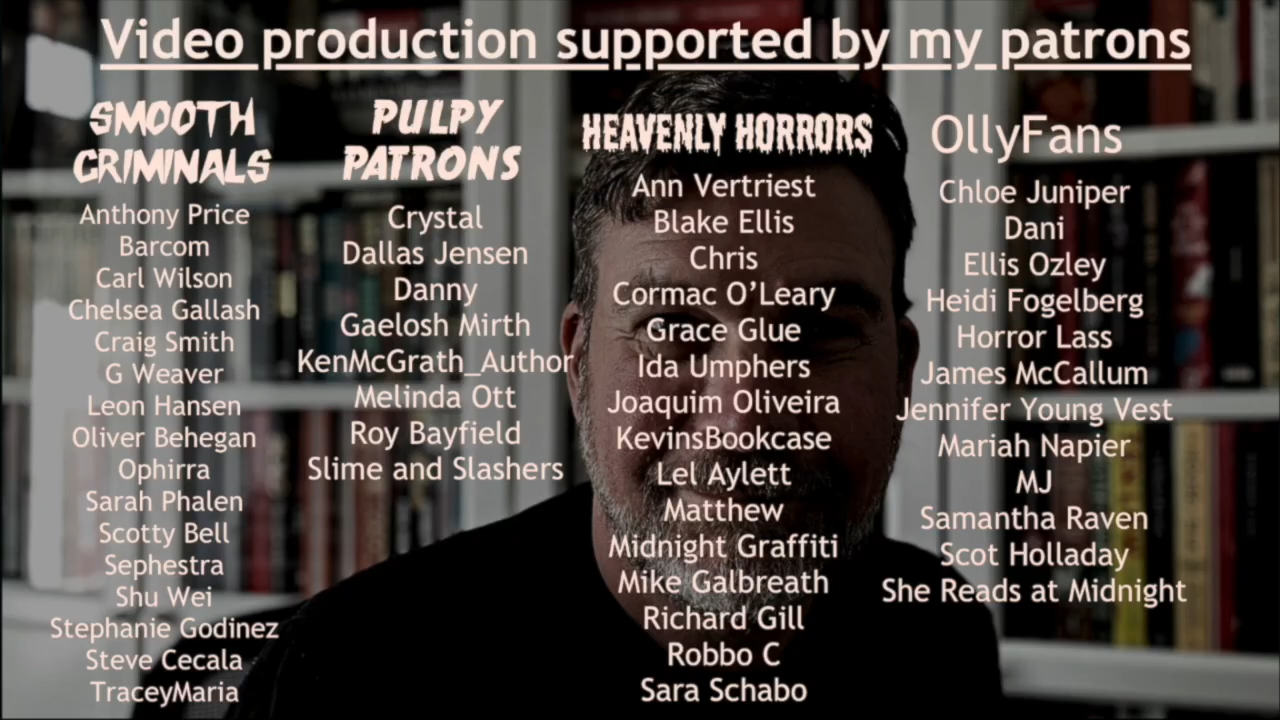 Video production supported by my patrons
SMOOTH
CRIMINALS
Anthony Price
Barcom
Carl Wilson
Chelsea Gallash
Craig Smith
G Weaver
Leon Hansen
Oliver Behegan
Ophirra
Sarah Phalen
Scotty Bell
Sephestra
Shu Wei
Stephanie Godinez
Steve Cecala
TraceyMaria
PULPY
PATRONS
Crystal
Dallas Jensen
Danny
Gaelosh Mirth
KenMcGrath_Author
Melinda Ott
Roy Bayfield
Slime and Slashers
HEAVENLY HORRORS
Ann Vertriest
Blake Ellis
Chris
Cormac O’Leary
Grace Glue
Ida Umphers
Joaquim Oliveira
KevinsBookcase
Lel Aylett
Matthew
Midnight Graffiti
Mike Galbreath
Richard Gill
Robbo C
Sara Schabo
OllyFans
Chloe Juniper
Dani
Ellis Ozley
Heidi Fogelberg
Horror Lass
James McCallum
Jennifer Young Vest
Mariah Napier
MJ
Samantha Raven
Scot Holladay
She Reads at Midnight